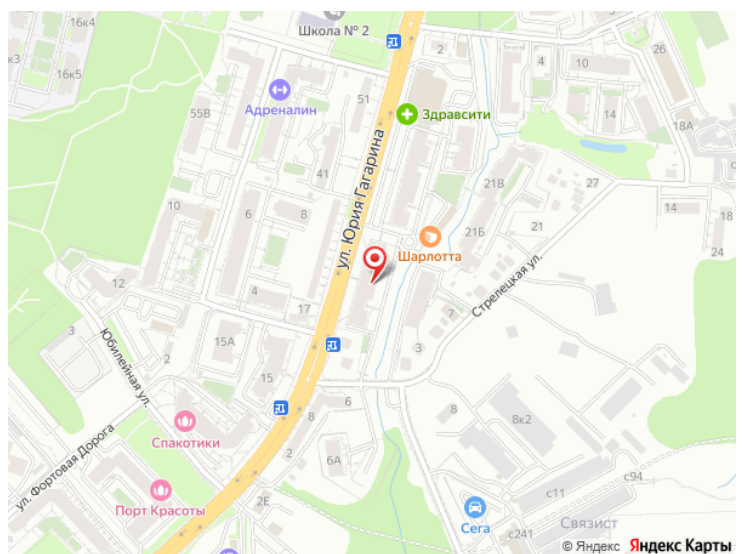 Школа № 2
2
26
16к3
16к5
4
10
Адреналин
51
Здравсити
55В
14
18А
ул. Юрия Гагарина
41
21В
27
10
6
8
21
14
21Б
Шарлотта
24
12
4
17
Стрелецкая ул.
7
3
Юбилейная ул.
15А
2
3
15
6
8
8
8к2
Спакотики
ул. Фортовая Дорога
2
6А
с94
Порт Красоты
2Е
с11
Сега
Связист
с241
© Яндекс Яндекс Карты